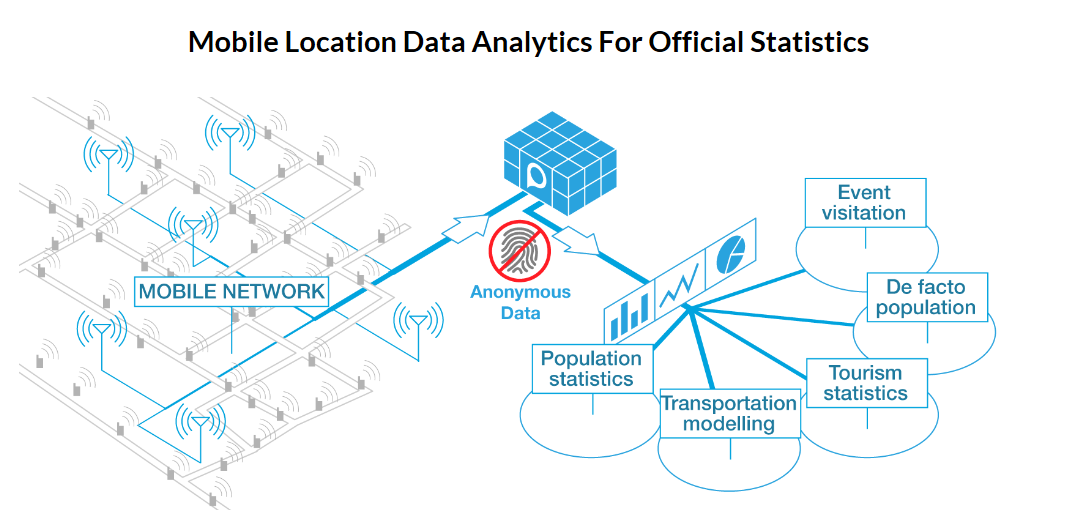 Mobile Location Data Analytics For Official Statistics
MOBILE NETWORK
Anonymous
Data
Event
visitation
De facto
population
Tourism
statistics
Transportation
modelling
Population
statistics